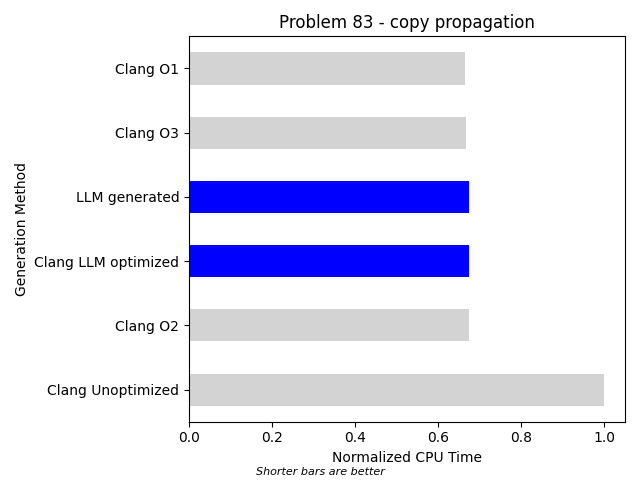 Problem 83 - copy propagation
Clang O1
Clang O3
LLM generated
Clang LLM optimized
Clang O2
Clang Unoptimized
Generation Method
0.0 0.2 0.4 0.6 0.8 1.0
Normalized CPU Time
Shorter bars are better